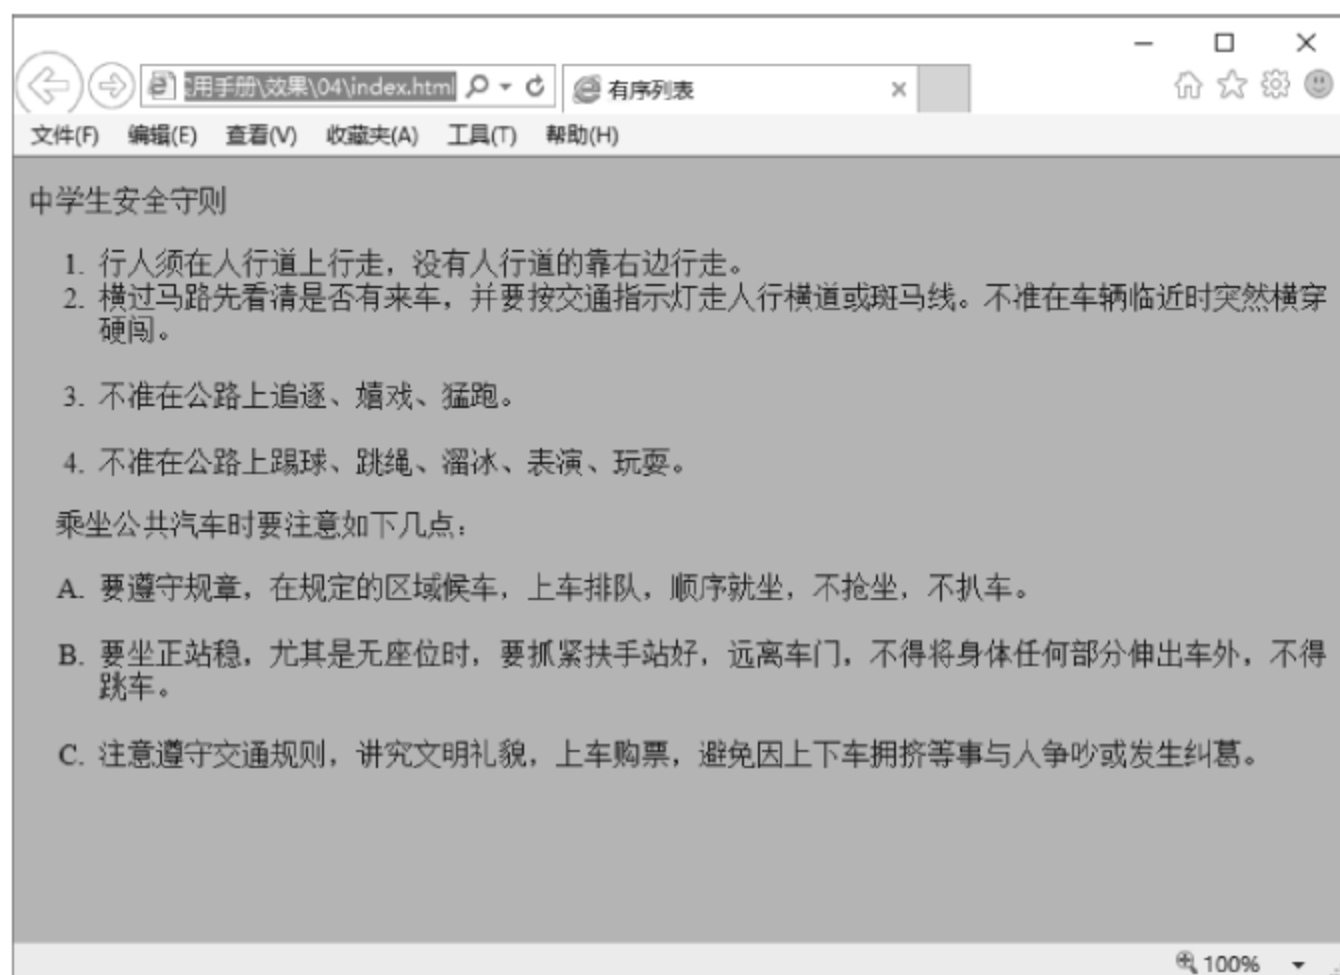 用手册\效果\04\index.html
有序列表
文件(F) 编辑(E) 查看(V) 收藏夹(A) 工具(T) 帮助(H)
中学生安全守则
1. 行人须在人行道上行走，没有人行道的靠右边行走。
2. 横过马路先看清是否有来车，并要按交通指示灯走人行横道或斑马线。不准在车辆临近时突然横穿
硬闯。
3. 不准在公路上追逐、嬉戏、猛跑。
4. 不准在公路上踢球、跳绳、溜冰、表演、玩耍。
乘坐公共汽车时要注意如下几点：
A. 要遵守规章，在规定的区域候车，上车排队，顺序就坐，不抢坐，不扒车。
B. 要坐正站稳，尤其是无座位时，要抓紧扶手站好，远离车门，不得将身体任何部分伸出车外，不得
跳车。
C. 注意遵守交通规则，讲究文明礼貌，上车购票，避免因上下车拥挤等事与人争吵或发生纠葛。
100%